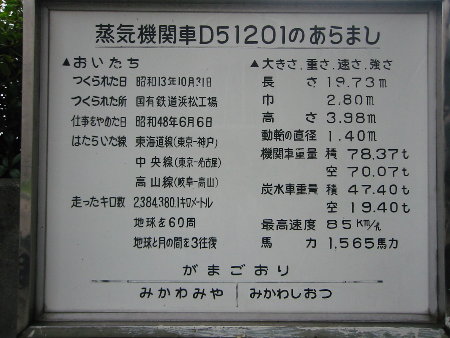 蒸気機関車D51201のあらまし
▲おいたち
つくられた日 昭和13年10月31日
つくられた所 国有鉄道浜松工場
仕事をやめた日 昭和48年6月6日
はたらいた線 東海道線(東京-神戸)
中央線(東京-名古屋)
高山線(岐阜-高山)
走ったキロ数 2,384,380.1キロメートル
地球を60周
地球と月の間を3往復
▲大きさ、重さ、速さ、強さ
長さ 19.73m
巾 2.80m
高さ 3.98m
動輪の直径 1.40m
機関車重量 積 78.37t
空 70.07t
炭水車重量 積 47.40t
空 19.40t
最高速度 85km/h
馬力 1,565馬力
がまごおり
みかわみや みかわしおつ